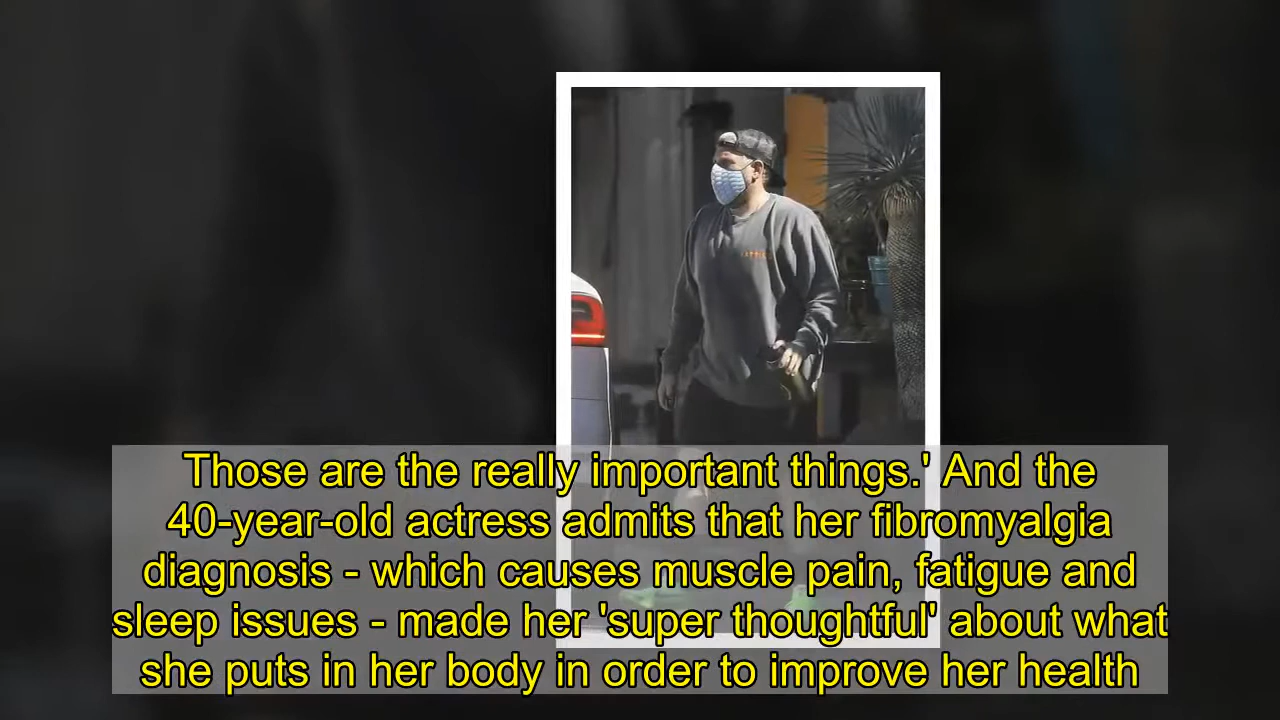 Those are the really important things.' And the
40-year-old actress admits that her fibromyalgia
diagnosis - which causes muscle pain, fatigue and
sleep issues - made her 'super thoughtful' about what
she puts in her body in order to improve her health